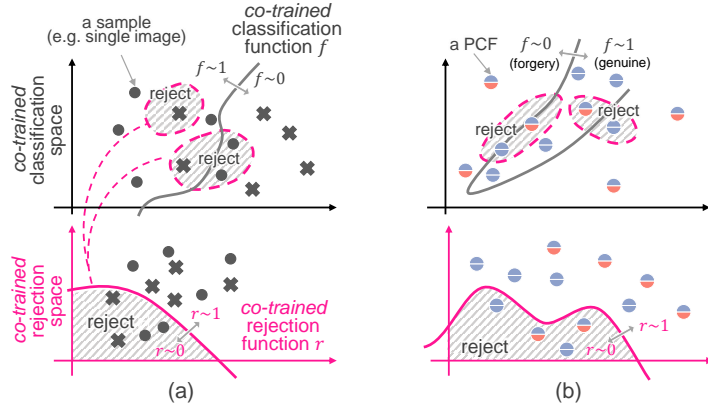 a sample
(e.g. single image)
co-trained
classification
function f
f~1
f~0
reject
reject
co-trained
classification
space
co-trained
rejection
space
reject
r~1
r~0
co-trained
rejection
function r
(a)
a PCF
f~0
(forgery)
f~1
(genuine)
reject
reject
reject
r~1
r~0
(b)